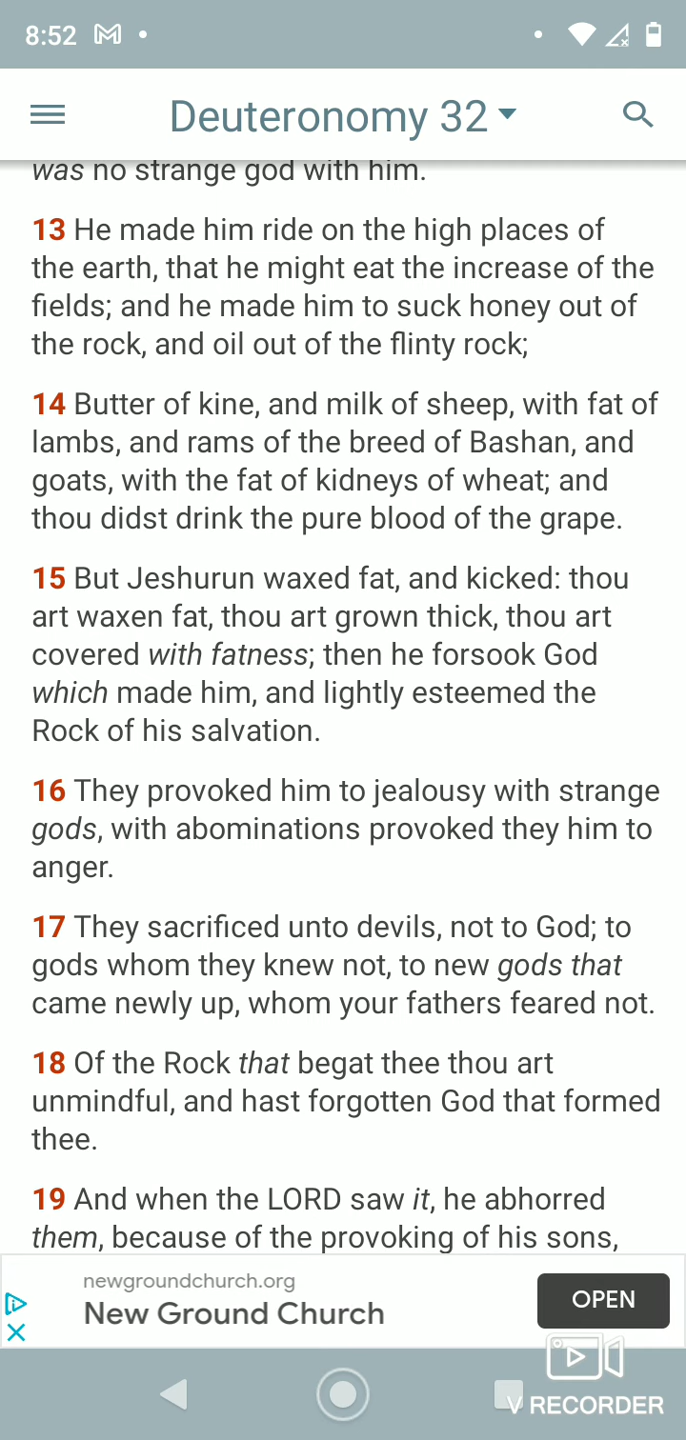 8:52
Deuteronomy 32
was no strange god with him.
13 He made him ride on the high places of
the earth, that he might eat the increase of the
fields; and he made him to suck honey out of
the rock, and oil out of the flinty rock;
14 Butter of kine, and milk of sheep, with fat of
lambs, and rams of the breed of Bashan, and
goats, with the fat of kidneys of wheat; and
thou didst drink the pure blood of the grape.
15 But Jeshurun waxed fat, and kicked: thou
art waxen fat, thou art grown thick, thou art
covered with fatness; then he forsook God
which made him, and lightly esteemed the
Rock of his salvation.
16 They provoked him to jealousy with strange
gods, with abominations provoked they him to
anger.
17 They sacrificed unto devils, not to God; to
gods whom they knew not, to new gods that
came newly up, whom your fathers feared not.
18 Of the Rock that begat thee thou art
unmindful, and hast forgotten God that formed
thee.
19 And when the LORD saw it, he abhorred
them, because of the provoking of his sons,
newgroundchurch.org
New Ground Church
OPEN
V RECORDER